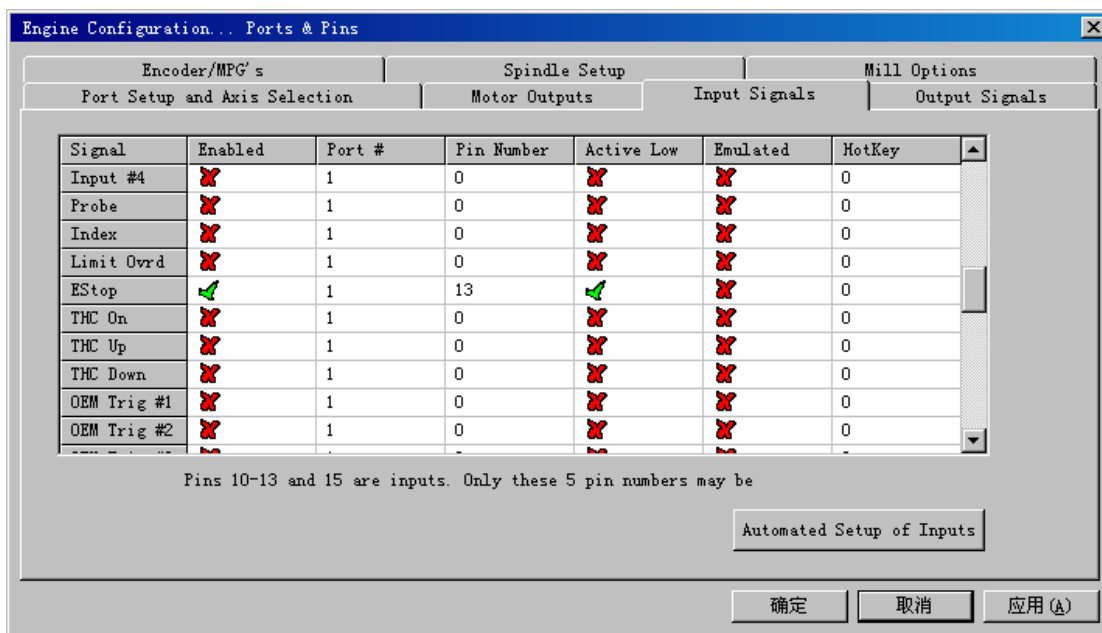 Engine Configuration... Ports & Pins
Encoder/MPG's Spindle Setup Mill Options
Port Setup and Axis Selection Motor Outputs Input Signals Output Signals
Signal Enabled Port # Pin Number Active Low Emulated HotKey
Input #4 1 0 0
Probe 1 0 0
Index 1 0 0
Limit Ovrd 1 0 0
EStop 1 13 0
THC On 1 0 0
THC Up 1 0 0
THC Down 1 0 0
OEM Trig #1 1 0 0
OEM Trig #2 1 0 0
Pins 10-13 and 15 are inputs. Only these 5 pin numbers may be
Automated Setup of Inputs
确定 取消 应用(A)